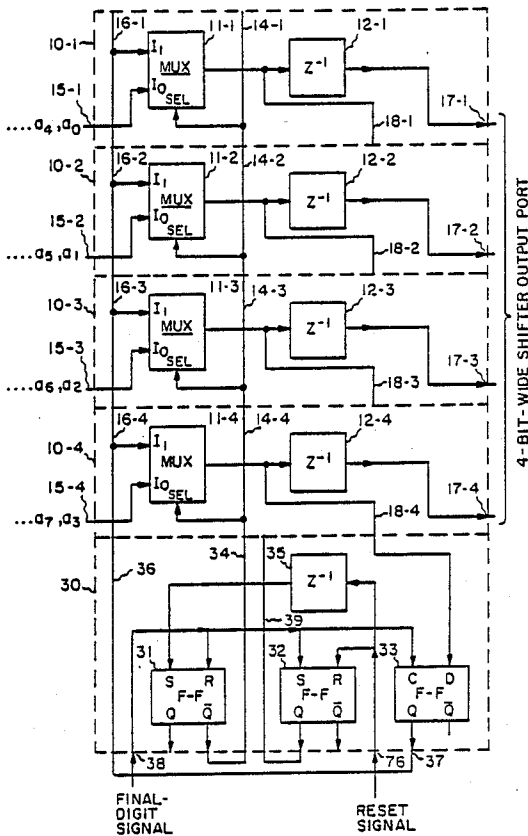 16-1 11-1 14-1 12-1
10-1
I1 MUX Z-1
15-1 I0 SEL 17-1
....a4, a0 18-1
16-2 11-2 14-2 12-2
10-2
I1 MUX Z-1
15-2 I0 SEL 17-2
....a5, a1 18-2
16-3 11-3 14-3 12-3
10-3
I1 MUX Z-1
15-3 I0 SEL 17-3
....a6, a2 18-3
16-4 11-4 14-4 12-4
10-4
I1 MUX Z-1
15-4 I0 SEL 17-4
...a7, a3 18-4
4-BIT-WIDE SHIFTER OUTPUT PORT
34 35
30 36 Z-1
39
31 32 33
S R S R C D
F-F F-F F-F
Q Q̅ Q Q̅ Q Q̅
38 76 37
FINAL-DIGIT SIGNAL
RESET SIGNAL